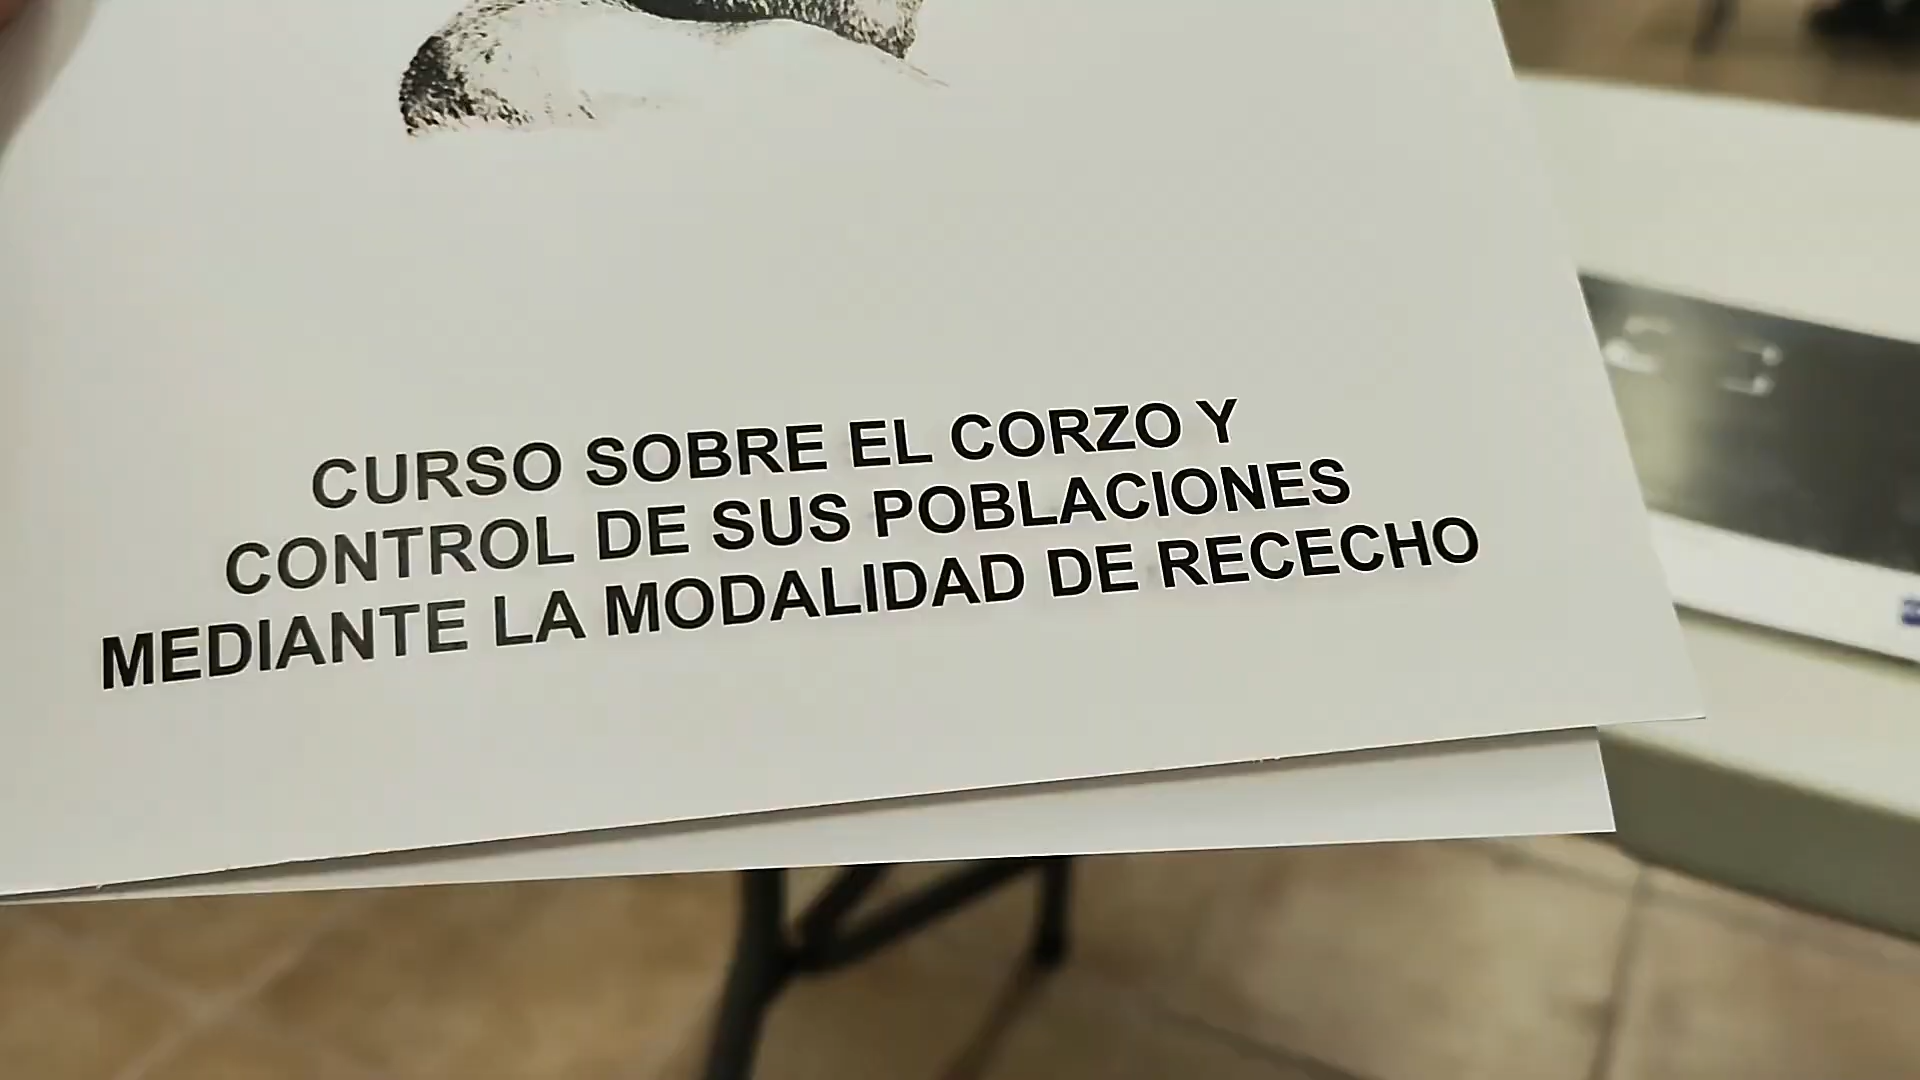 CURSO SOBRE EL CORZO Y
CONTROL DE SUS POBLACIONES
MEDIANTE LA MODALIDAD DE RECECHO